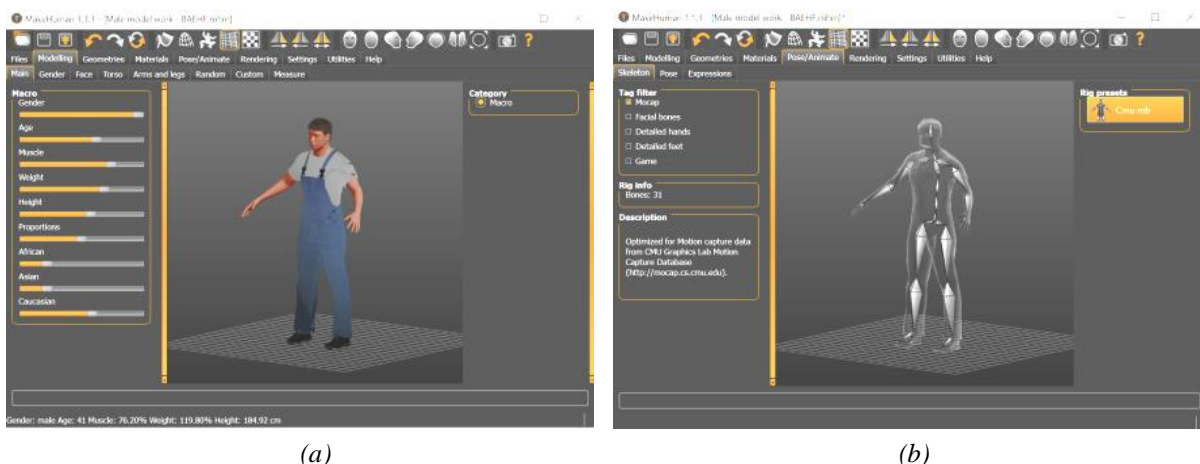 MakeHuman 1.1.1 - [Male model work - BAEHF.mhm]
Files Modelling Geometries Materials Pose/Animate Rendering Settings Utilities Help
Main Gender Face Torso Arms and legs Random Custom Measure
Macro
Gender
Age
Muscle
Weight
Height
Proportions
African
Asian
Caucasian
Category
Macro
Gender: male Age: 41 Muscle: 76.20% Weight: 119.80% Height: 184.92 cm
(a)
MakeHuman 1.1.1 - [Male model work - BAEHF.mhm]*
Files Modelling Geometries Materials Pose/Animate Rendering Settings Utilities Help
Skeleton Pose Expressions
Tag filter
Mocap
Facial bones
Detailed hands
Detailed feet
Game
Rig info
Bones: 31
Description
Optimized for Motion capture data
from CMU Graphics Lab Motion
Capture Database
(http://mocap.cs.cmu.edu).
Rig presets
Cmu mb
(b)